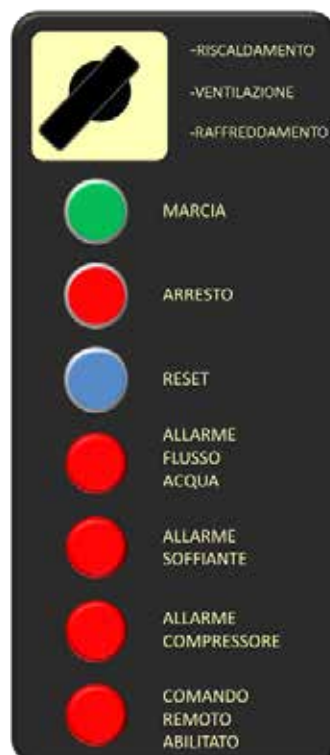 -RISCALDAMENTO
-VENTILAZIONE
-RAFFREDDAMENTO
MARCIA
ARRESTO
RESET
ALLARME
FLUSSO
ACQUA
ALLARME
SOFFIANTE
ALLARME
COMPRESSORE
COMANDO
REMOTO
ABILITATO